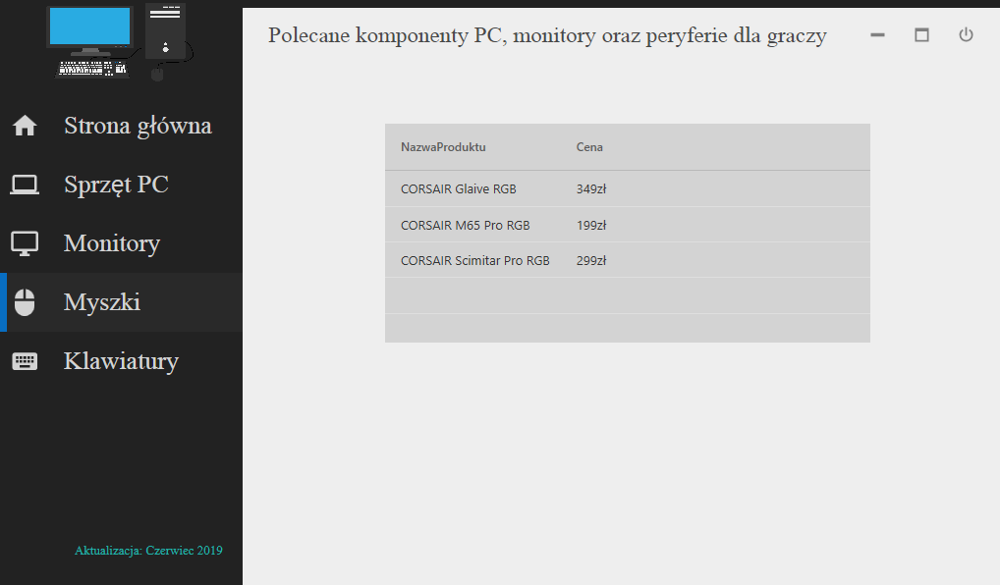 Polecane komponenty PC, monitory oraz peryferie dla graczy
Strona główna
Sprzęt PC
Monitory
Myszki
Klawiatury
Aktualizacja: Czerwiec 2019
NazwaProduktu Cena
CORSAIR Glaive RGB 349zł
CORSAIR M65 Pro RGB 199zł
CORSAIR Scimitar Pro RGB 299zł